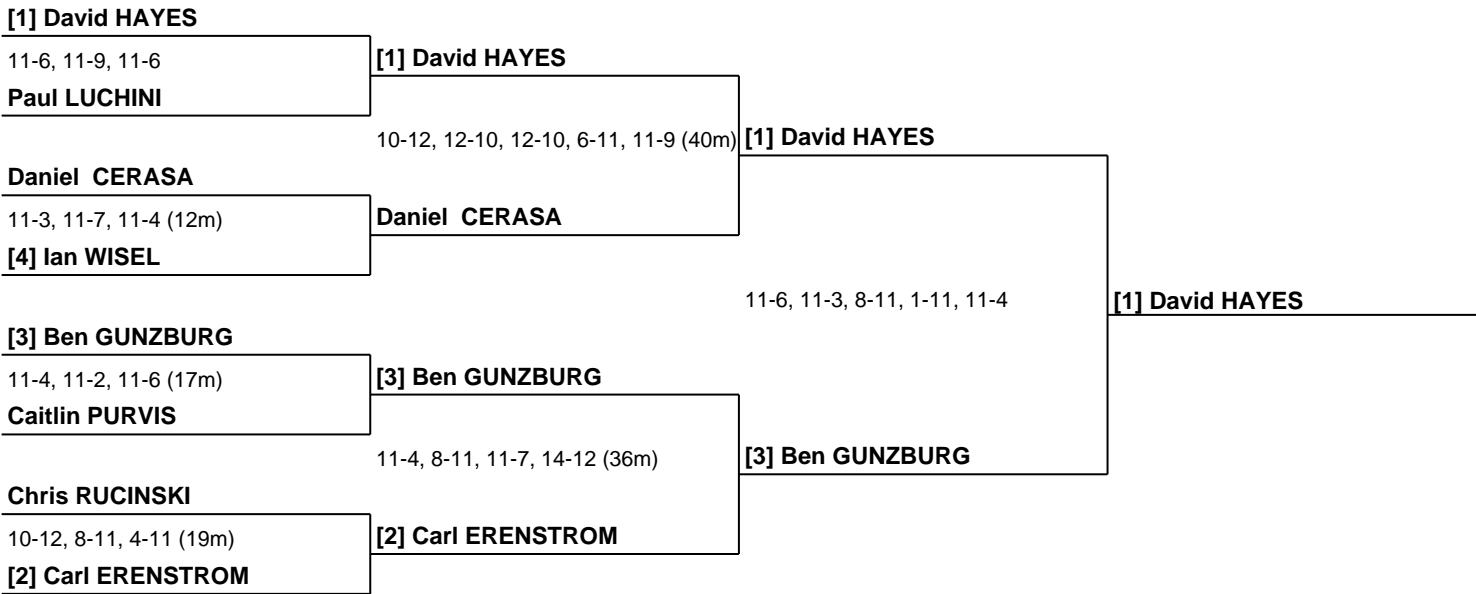 [1] David HAYES
11-6, 11-9, 11-6
[1] David HAYES
Paul LUCHINI
10-12, 12-10, 12-10, 6-11, 11-9 (40m)
[1] David HAYES
Daniel  CERASA
11-3, 11-7, 11-4 (12m)
Daniel  CERASA
[4] Ian WISEL
11-6, 11-3, 8-11, 1-11, 11-4
[1] David HAYES
[3] Ben GUNZBURG
11-4, 11-2, 11-6 (17m)
[3] Ben GUNZBURG
Caitlin PURVIS
11-4, 8-11, 11-7, 14-12 (36m)
[3] Ben GUNZBURG
Chris RUCINSKI
10-12, 8-11, 4-11 (19m)
[2] Carl ERENSTROM
[2] Carl ERENSTROM